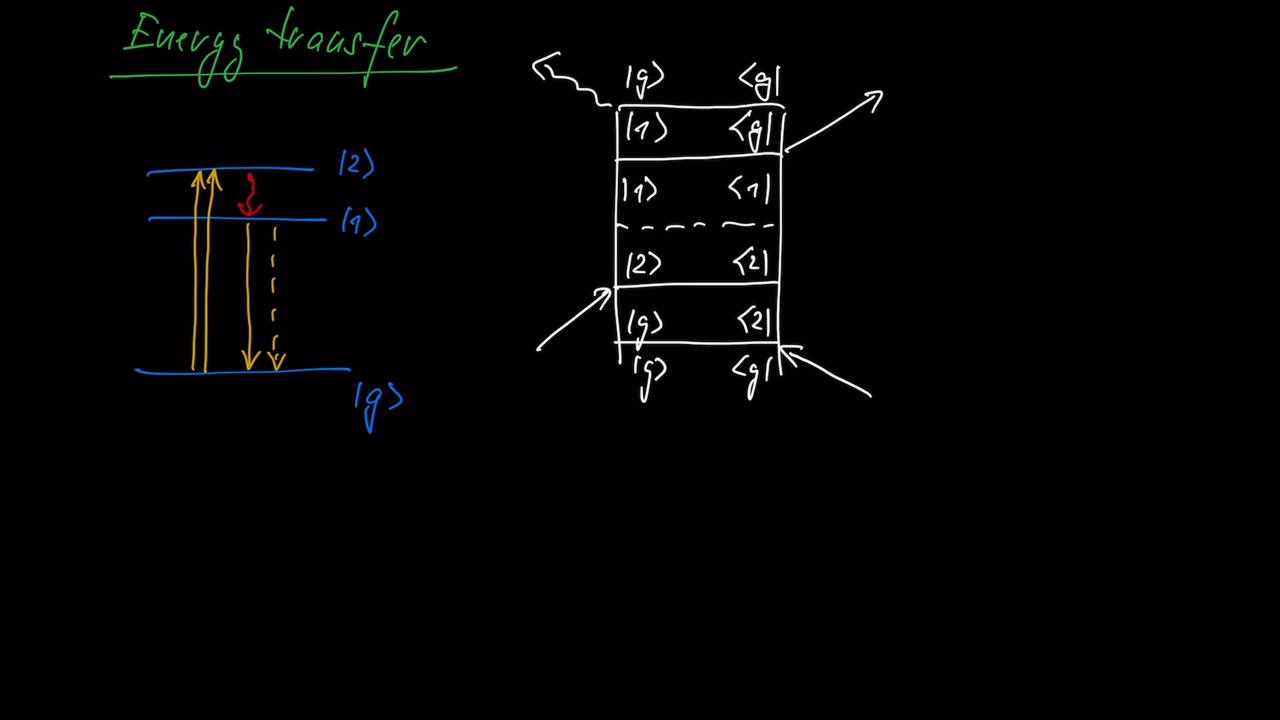 Energy transfer
|2⟩
|1⟩
|g⟩
|g⟩ ⟨g|
|1⟩ ⟨g|
|1⟩ ⟨1|
|2⟩ ⟨2|
|g⟩ ⟨2|
|g⟩ ⟨g|